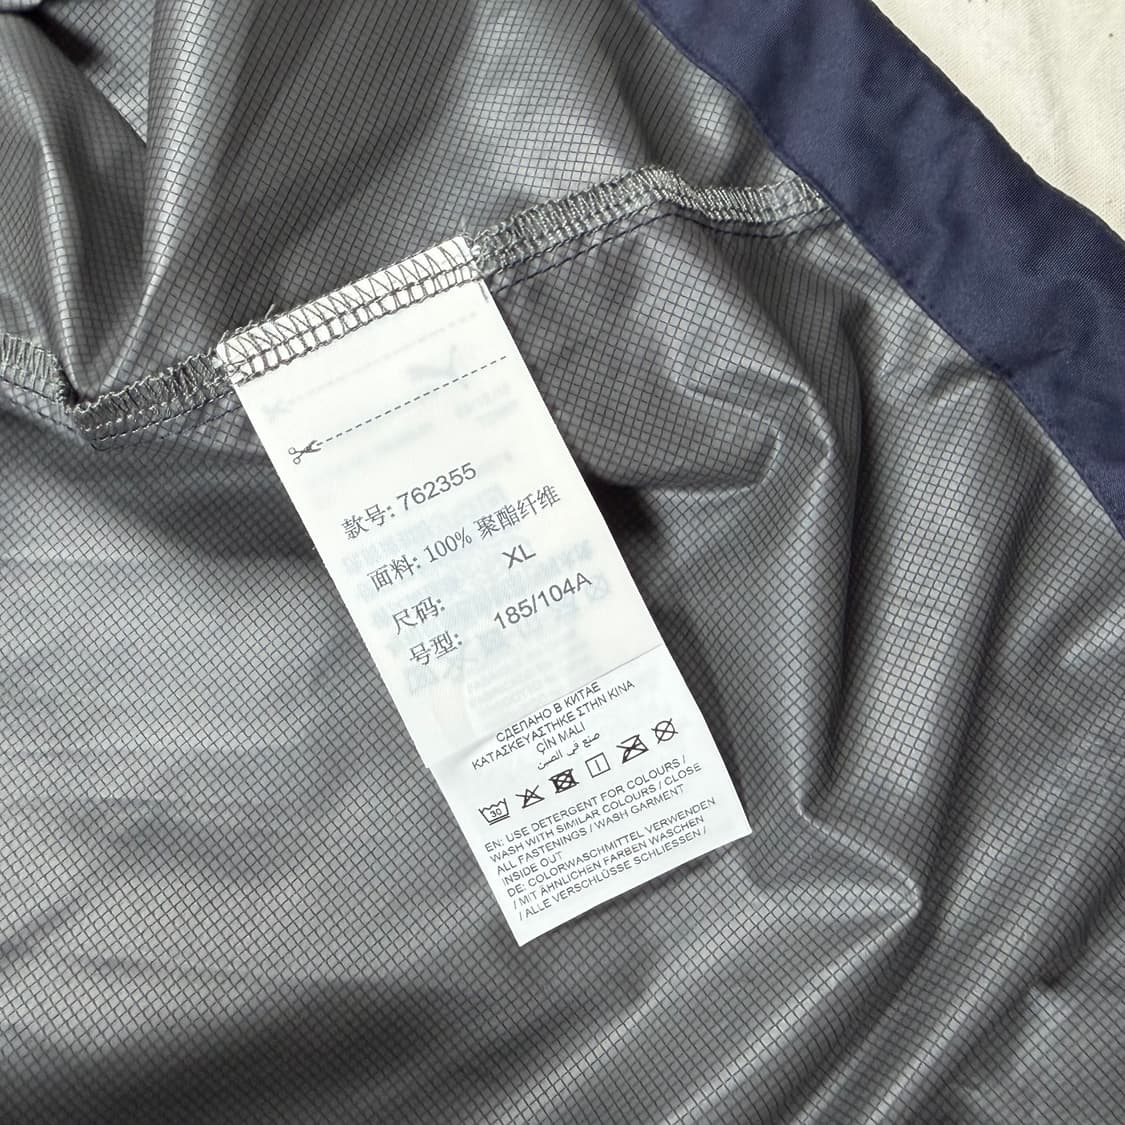 款号: 762355
面料: 100% 聚酯纤维
尺码: XL
号型: 185/104A
СДЕЛАНО В КИТАЕ
ΚΑΤΑΣΚΕΥΑΣΤΗΚΕ ΣΤΗΝ ΚΙΝΑ
ÇİN MALI
صنع في الصين
30
EN: USE DETERGENT FOR COLOURS /
WASH WITH SIMILAR COLOURS / CLOSE
ALL FASTENINGS / WASH GARMENT
INSIDE OUT
DE: COLORWASCHMITTEL VERWENDEN
/ MIT ÄHNLICHEN FARBEN WASCHEN
/ ALLE VERSCHLÜSSE SCHLIESSEN /